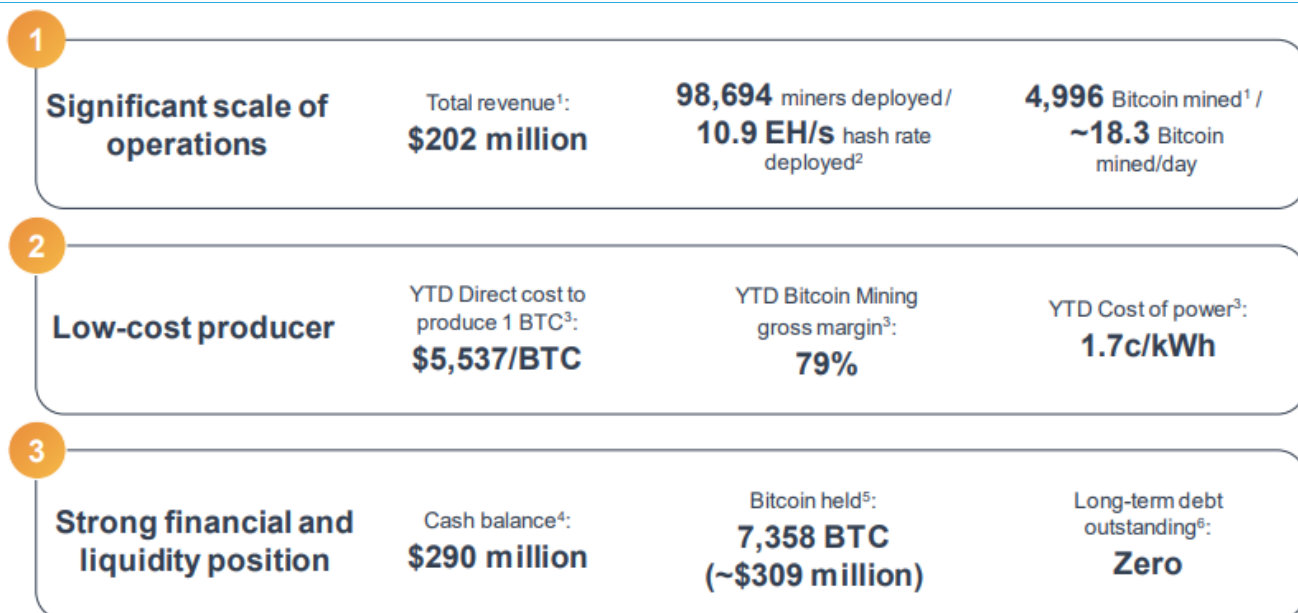 1
Significant scale of
operations
Total revenue¹:
$202 million
98,694 miners deployed/
10.9 EH/s hash rate
deployed²
4,996 Bitcoin mined¹ /
~18.3 Bitcoin
mined/day
2
Low-cost producer
YTD Direct cost to
produce 1 BTC³:
$5,537/BTC
YTD Bitcoin Mining
gross margin³:
79%
YTD Cost of power³:
1.7c/kWh
3
Strong financial and
liquidity position
Cash balance⁴:
$290 million
Bitcoin held⁵:
7,358 BTC
(~$309 million)
Long-term debt
outstanding⁶:
Zero